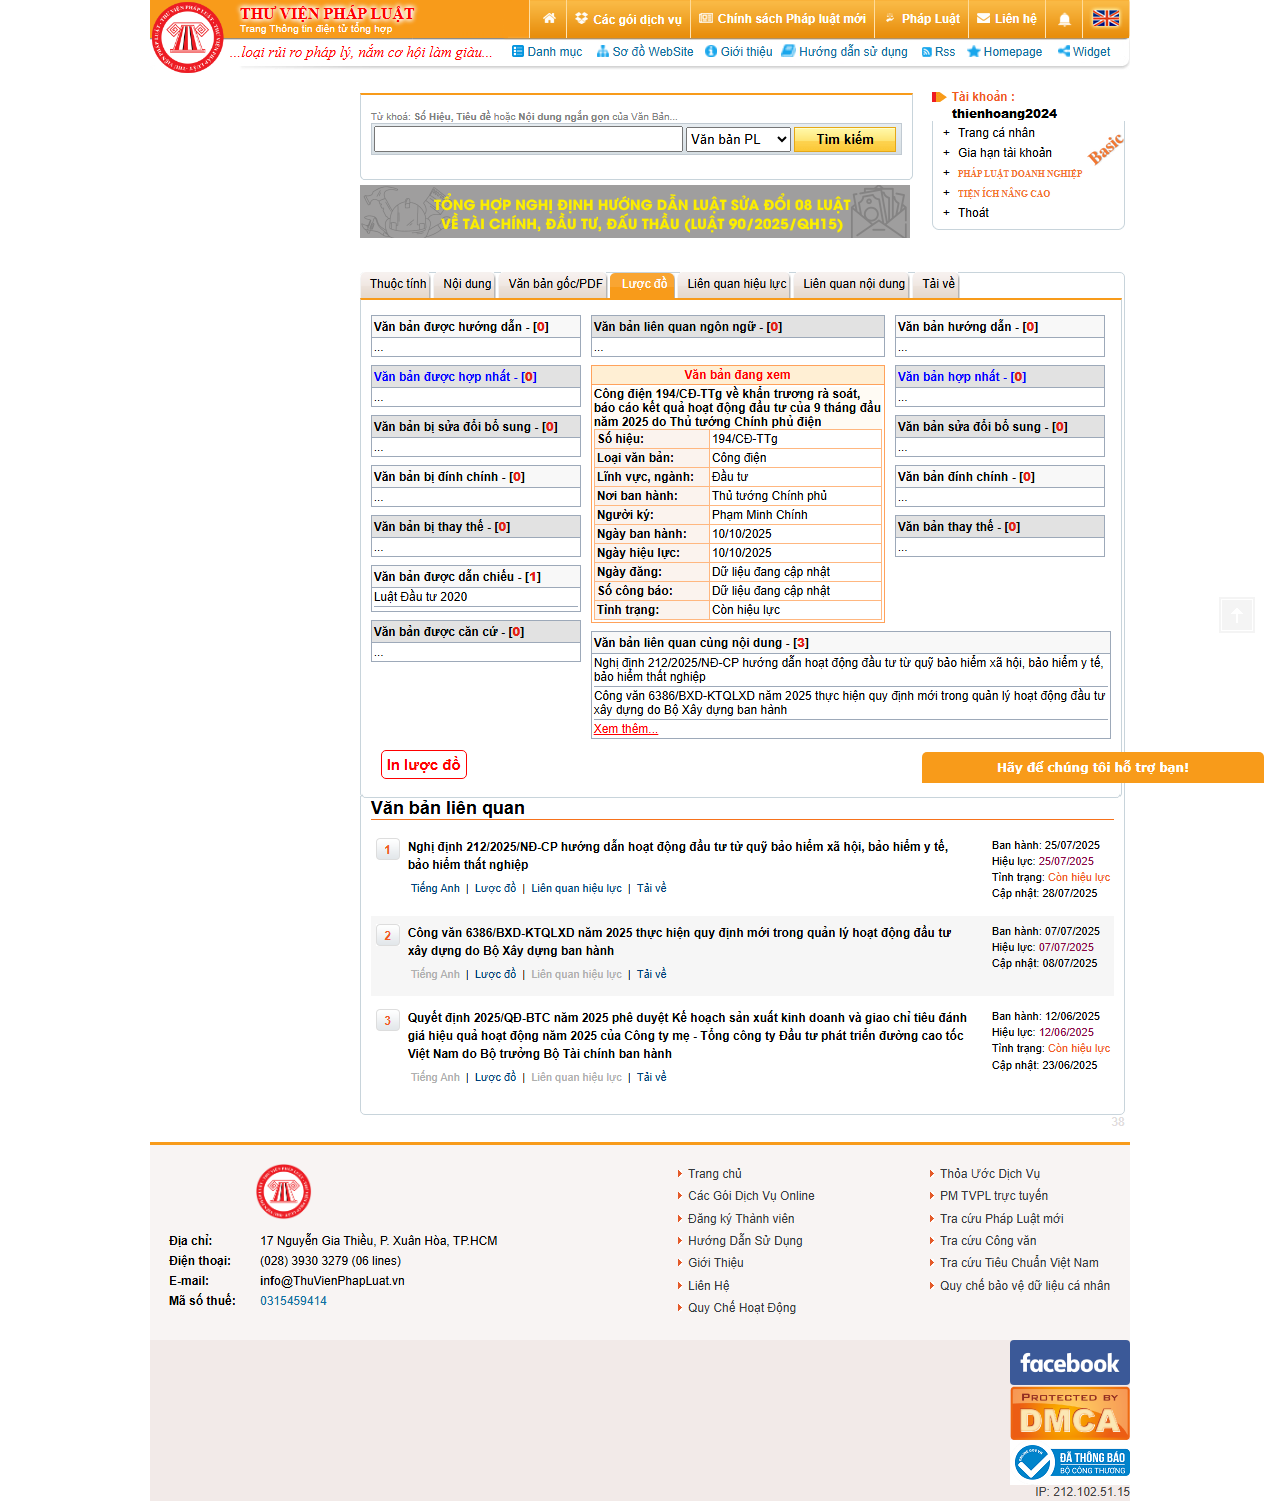 THƯ VIỆN PHÁP LUẬT
Trang Thông tin điện tử tổng hợp
Các gói dịch vụ
Chính sách Pháp luật mới
Pháp Luật
Liên hệ
...loại rủi ro pháp lý, nắm cơ hội làm giàu...
Danh mục
Sơ đồ WebSite
Giới thiệu
Hướng dẫn sử dụng
Rss
Homepage
Widget
Từ khoá: Số Hiệu, Tiêu đề hoặc Nội dung ngắn gọn của Văn Bản...
Văn bản PL
Tìm kiếm
TỔNG HỢP NGHỊ ĐỊNH HƯỚNG DẪN LUẬT SỬA ĐỔI 08 LUẬT
VỀ TÀI CHÍNH, ĐẦU TƯ, ĐẤU THẦU (LUẬT 90/2025/QH15)
Tài khoản :
thienhoang2024
+ Trang cá nhân
+ Gia hạn tài khoản
+ PHÁP LUẬT DOANH NGHIỆP
+ TIỆN ÍCH NÂNG CAO
+ Thoát
Basic
Thuộc tính
Nội dung
Văn bản gốc/PDF
Lược đồ
Liên quan hiệu lực
Liên quan nội dung
Tải về
Văn bản được hướng dẫn - [0]
...
Văn bản được hợp nhất - [0]
...
Văn bản bị sửa đổi bổ sung - [0]
...
Văn bản bị đính chính - [0]
...
Văn bản bị thay thế - [0]
...
Văn bản được dẫn chiếu - [1]
Luật Đầu tư 2020
Văn bản được căn cứ - [0]
...
Văn bản liên quan ngôn ngữ - [0]
...
Văn bản đang xem
Công điện 194/CĐ-TTg về khẩn trương rà soát,
báo cáo kết quả hoạt động đầu tư của 9 tháng đầu
năm 2025 do Thủ tướng Chính phủ điện
Số hiệu: 194/CĐ-TTg
Loại văn bản: Công điện
Lĩnh vực, ngành: Đầu tư
Nơi ban hành: Thủ tướng Chính phủ
Người ký: Phạm Minh Chính
Ngày ban hành: 10/10/2025
Ngày hiệu lực: 10/10/2025
Ngày đăng: Dữ liệu đang cập nhật
Số công báo: Dữ liệu đang cập nhật
Tình trạng: Còn hiệu lực
Văn bản hướng dẫn - [0]
...
Văn bản hợp nhất - [0]
...
Văn bản sửa đổi bổ sung - [0]
...
Văn bản đính chính - [0]
...
Văn bản thay thế - [0]
...
Văn bản liên quan cùng nội dung - [3]
Nghị định 212/2025/NĐ-CP hướng dẫn hoạt động đầu tư từ quỹ bảo hiểm xã hội, bảo hiểm y tế,
bảo hiểm thất nghiệp
Công văn 6386/BXD-KTQLXD năm 2025 thực hiện quy định mới trong quản lý hoạt động đầu tư
xây dựng do Bộ Xây dựng ban hành
Xem thêm...
In lược đồ
Hãy để chúng tôi hỗ trợ bạn!
Văn bản liên quan
1
Nghị định 212/2025/NĐ-CP hướng dẫn hoạt động đầu tư từ quỹ bảo hiểm xã hội, bảo hiểm y tế,
bảo hiểm thất nghiệp
Tiếng Anh | Lược đồ | Liên quan hiệu lực | Tải về
Ban hành: 25/07/2025
Hiệu lực: 25/07/2025
Tình trạng: Còn hiệu lực
Cập nhật: 28/07/2025
2
Công văn 6386/BXD-KTQLXD năm 2025 thực hiện quy định mới trong quản lý hoạt động đầu tư
xây dựng do Bộ Xây dựng ban hành
Tiếng Anh | Lược đồ | Liên quan hiệu lực | Tải về
Ban hành: 07/07/2025
Hiệu lực: 07/07/2025
Cập nhật: 08/07/2025
3
Quyết định 2025/QĐ-BTC năm 2025 phê duyệt Kế hoạch sản xuất kinh doanh và giao chỉ tiêu đánh
giá hiệu quả hoạt động năm 2025 của Công ty mẹ - Tổng công ty Đầu tư phát triển đường cao tốc
Việt Nam do Bộ trưởng Bộ Tài chính ban hành
Tiếng Anh | Lược đồ | Liên quan hiệu lực | Tải về
Ban hành: 12/06/2025
Hiệu lực: 12/06/2025
Tình trạng: Còn hiệu lực
Cập nhật: 23/06/2025
38
Địa chỉ: 17 Nguyễn Gia Thiều, P. Xuân Hòa, TP.HCM
Điện thoại: (028) 3930 3279 (06 lines)
E-mail: info@ThuVienPhapLuat.vn
Mã số thuế: 0315459414
Trang chủ
Các Gói Dịch Vụ Online
Đăng ký Thành viên
Hướng Dẫn Sử Dụng
Giới Thiệu
Liên Hệ
Quy Chế Hoạt Động
Thỏa Ước Dịch Vụ
PM TVPL trực tuyến
Tra cứu Pháp Luật mới
Tra cứu Công văn
Tra cứu Tiêu Chuẩn Việt Nam
Quy chế bảo vệ dữ liệu cá nhân
facebook
PROTECTED BY
DMCA
ĐÃ THÔNG BÁO
BỘ CÔNG THƯƠNG
IP: 212.102.51.15